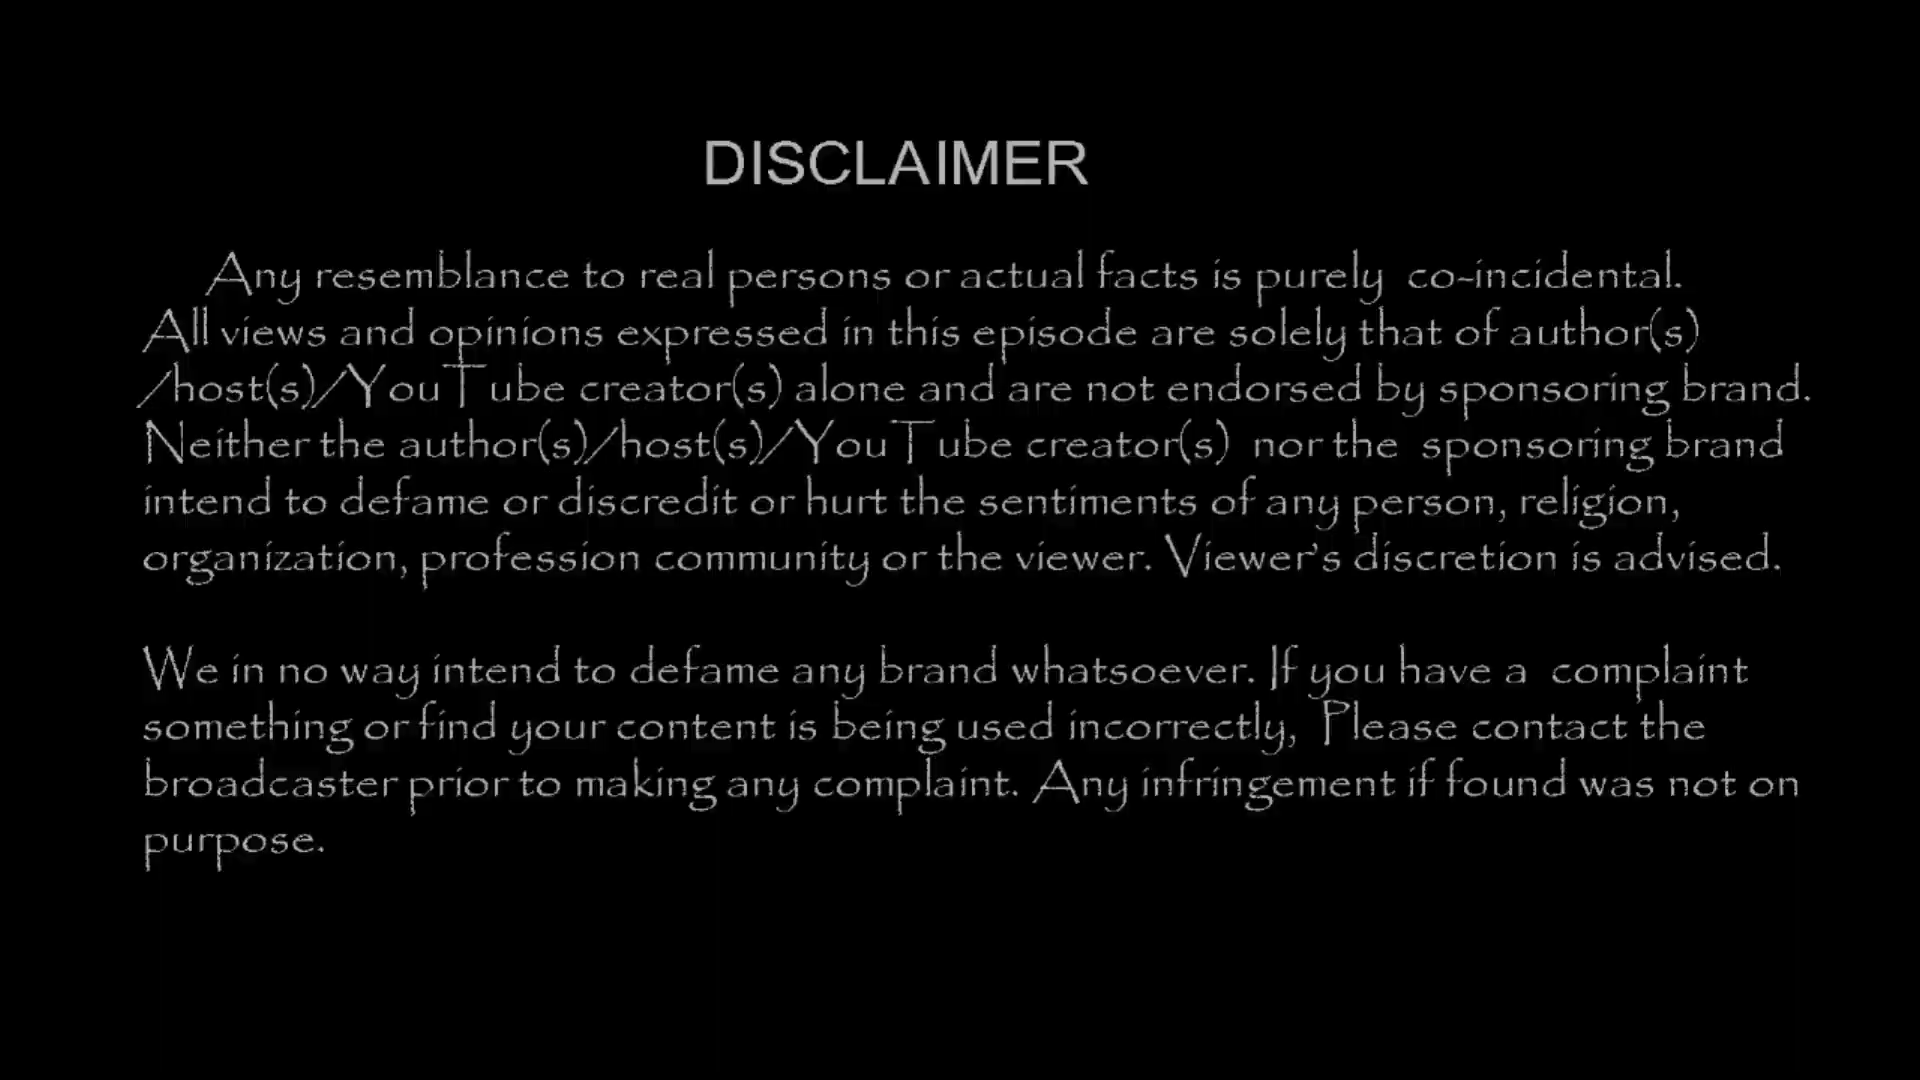 DISCLAIMER
Any resemblance to real persons or actual facts is purely co-incidental.
All views and opinions expressed in this episode are solely that of author(s)
/host(s)/YouTube creator(s) alone and are not endorsed by sponsoring brand.
Neither the author(s)/host(s)/YouTube creator(s) nor the sponsoring brand
intend to defame or discredit or hurt the sentiments of any person, religion,
organization, profession community or the viewer. Viewer's discretion is advised.
We in no way intend to defame any brand whatsoever. If you have a complaint
something or find your content is being used incorrectly, Please contact the
broadcaster prior to making any complaint. Any infringement if found was not on
purpose.